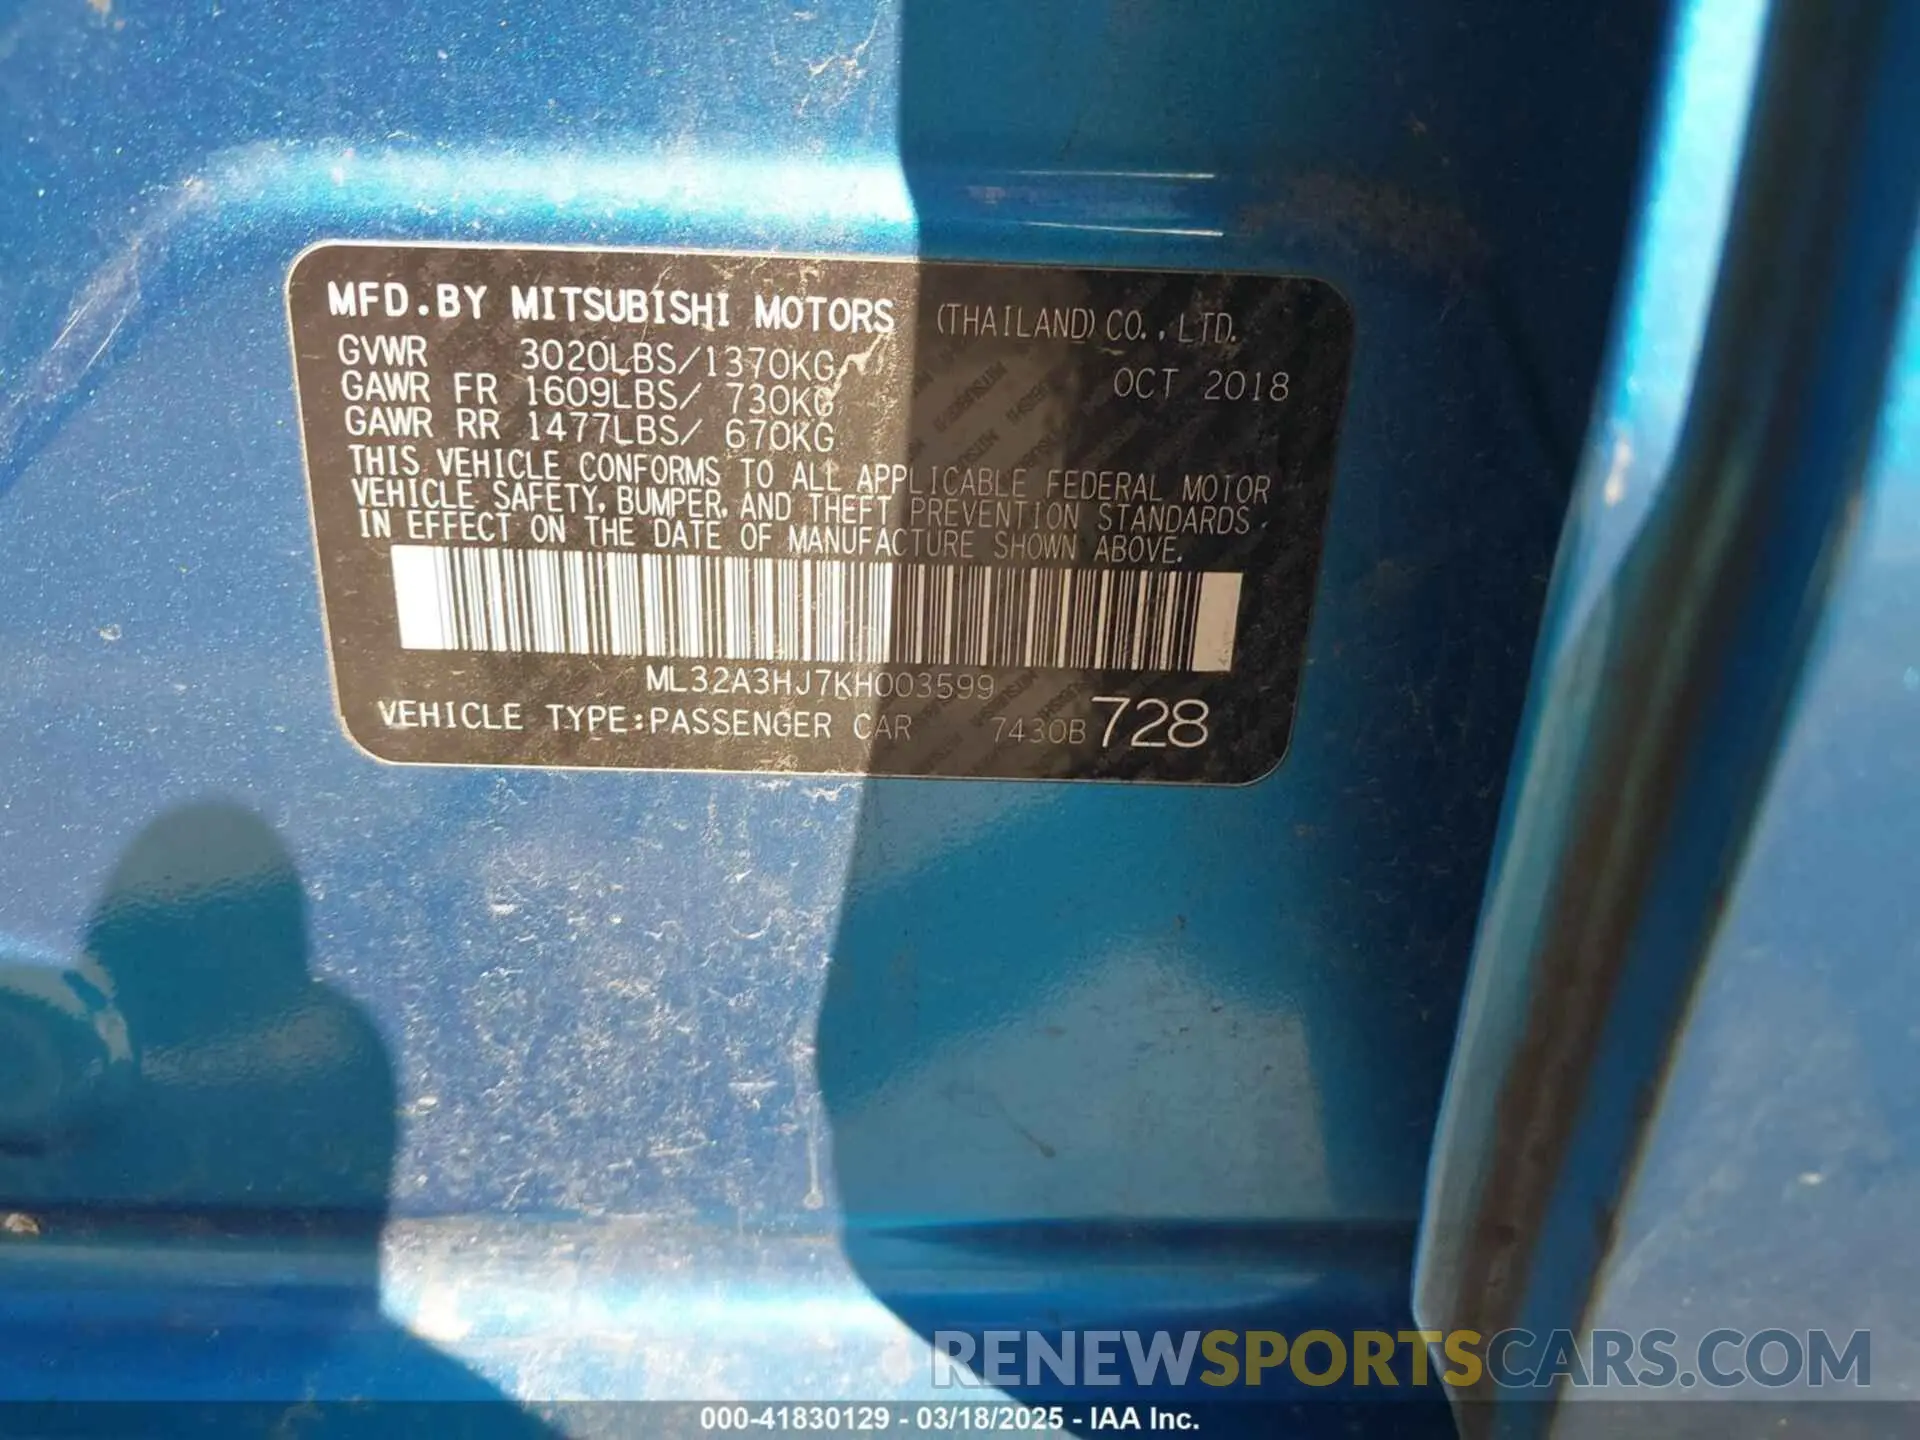 MFD.BY MITSUBISHI MOTORS (THAILAND) CO.,LTD.
GVWR 3020LBS/1370KG OCT 2018
GAWR FR 1609LBS/ 730KG
GAWR RR 1477LBS/ 670KG
THIS VEHICLE CONFORMS TO ALL APPLICABLE FEDERAL MOTOR
VEHICLE SAFETY, BUMPER, AND THEFT PREVENTION STANDARDS.
IN EFFECT ON THE DATE OF MANUFACTURE SHOWN ABOVE.
ML32A3HJ7KH003599
VEHICLE TYPE:PASSENGER CAR 7430B 728
RENEWSPORTSCARS.COM
000-41830129 - 03/18/2025 - IAA Inc.